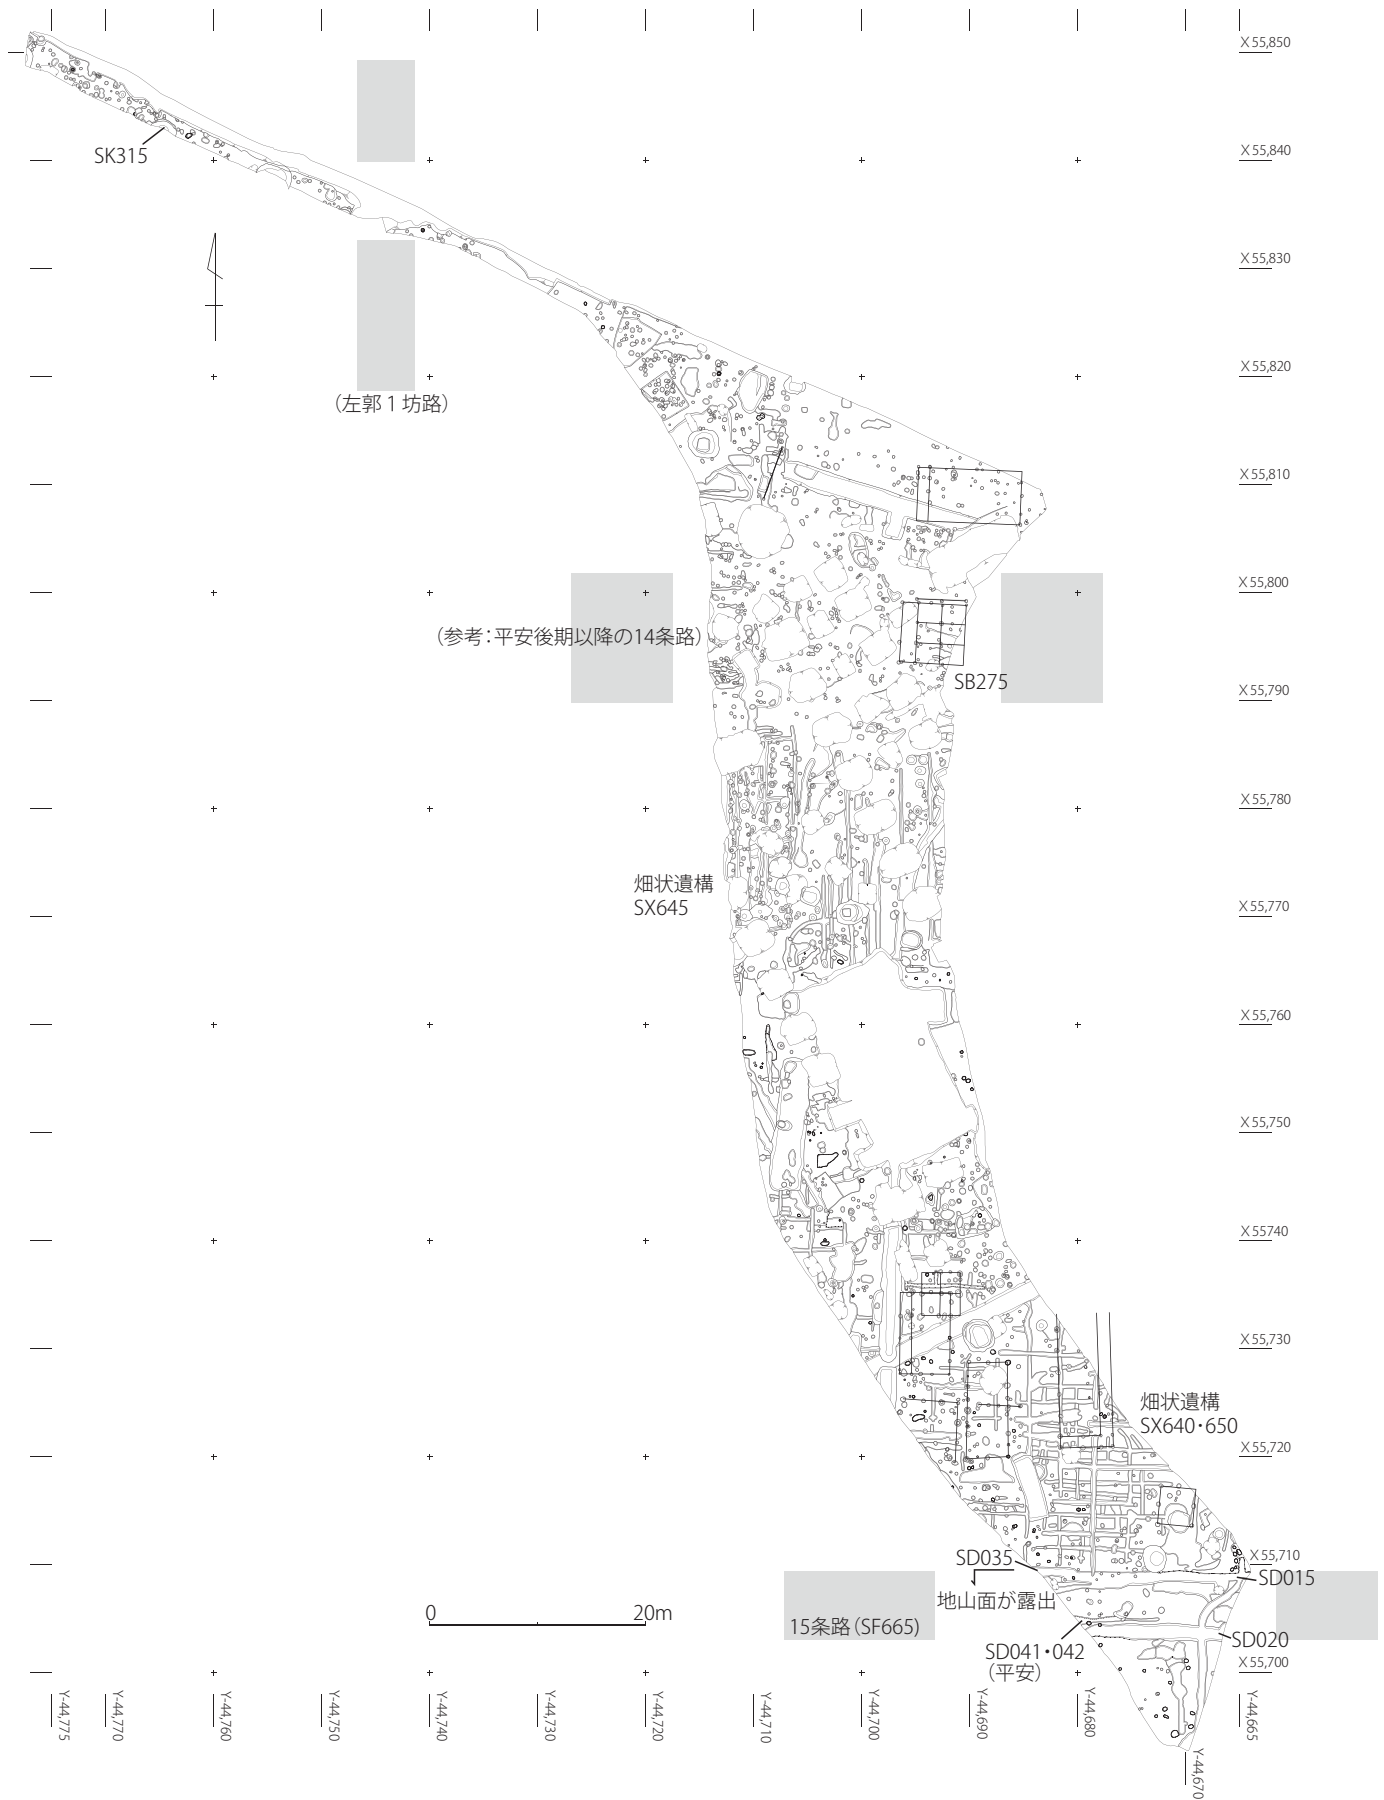 X 55,850
SK315
X 55,840
X 55,830
X 55,820
（左郭１坊路）
X 55,810
X 55,800
（参考：平安後期以降の14条路）
SB275
X 55,790
X 55,780
畑状遺構
SX645
X 55,770
X 55,760
X 55,750
X 55740
X 55,730
畑状遺構
SX640・650
X 55,720
X 55,710
SD035
SD015
地山面が露出
0
20m
15条路（SF665）
SD020
SD041・042
（平安）
X 55,700
Y-44,775
Y-44,770
Y-44,760
Y-44,750
Y-44,740
Y-44,730
Y-44,720
Y-44,710
Y-44,700
Y-44,690
Y-44,680
Y-44,665
Y-44,670